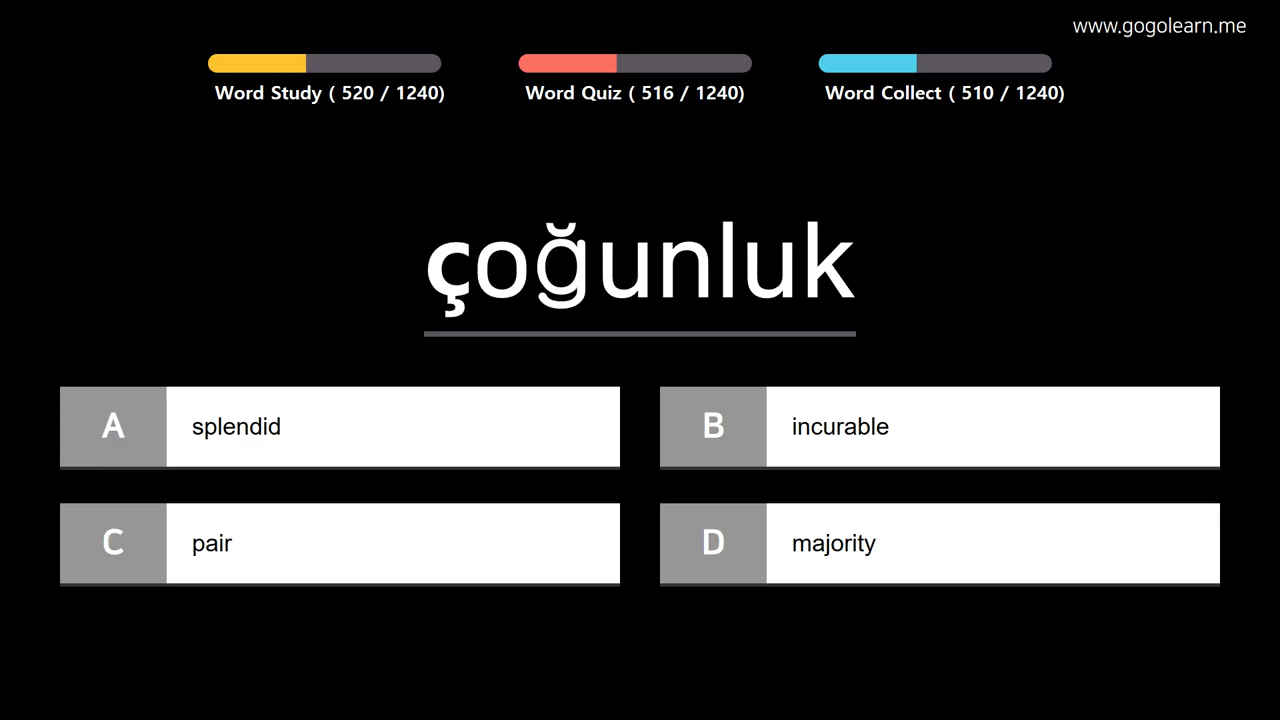 www.gogolearn.me
Word Study ( 520 / 1240)
Word Quiz ( 516 / 1240)
Word Collect ( 510 / 1240)
çoğunluk
A splendid
B incurable
C pair
D majority